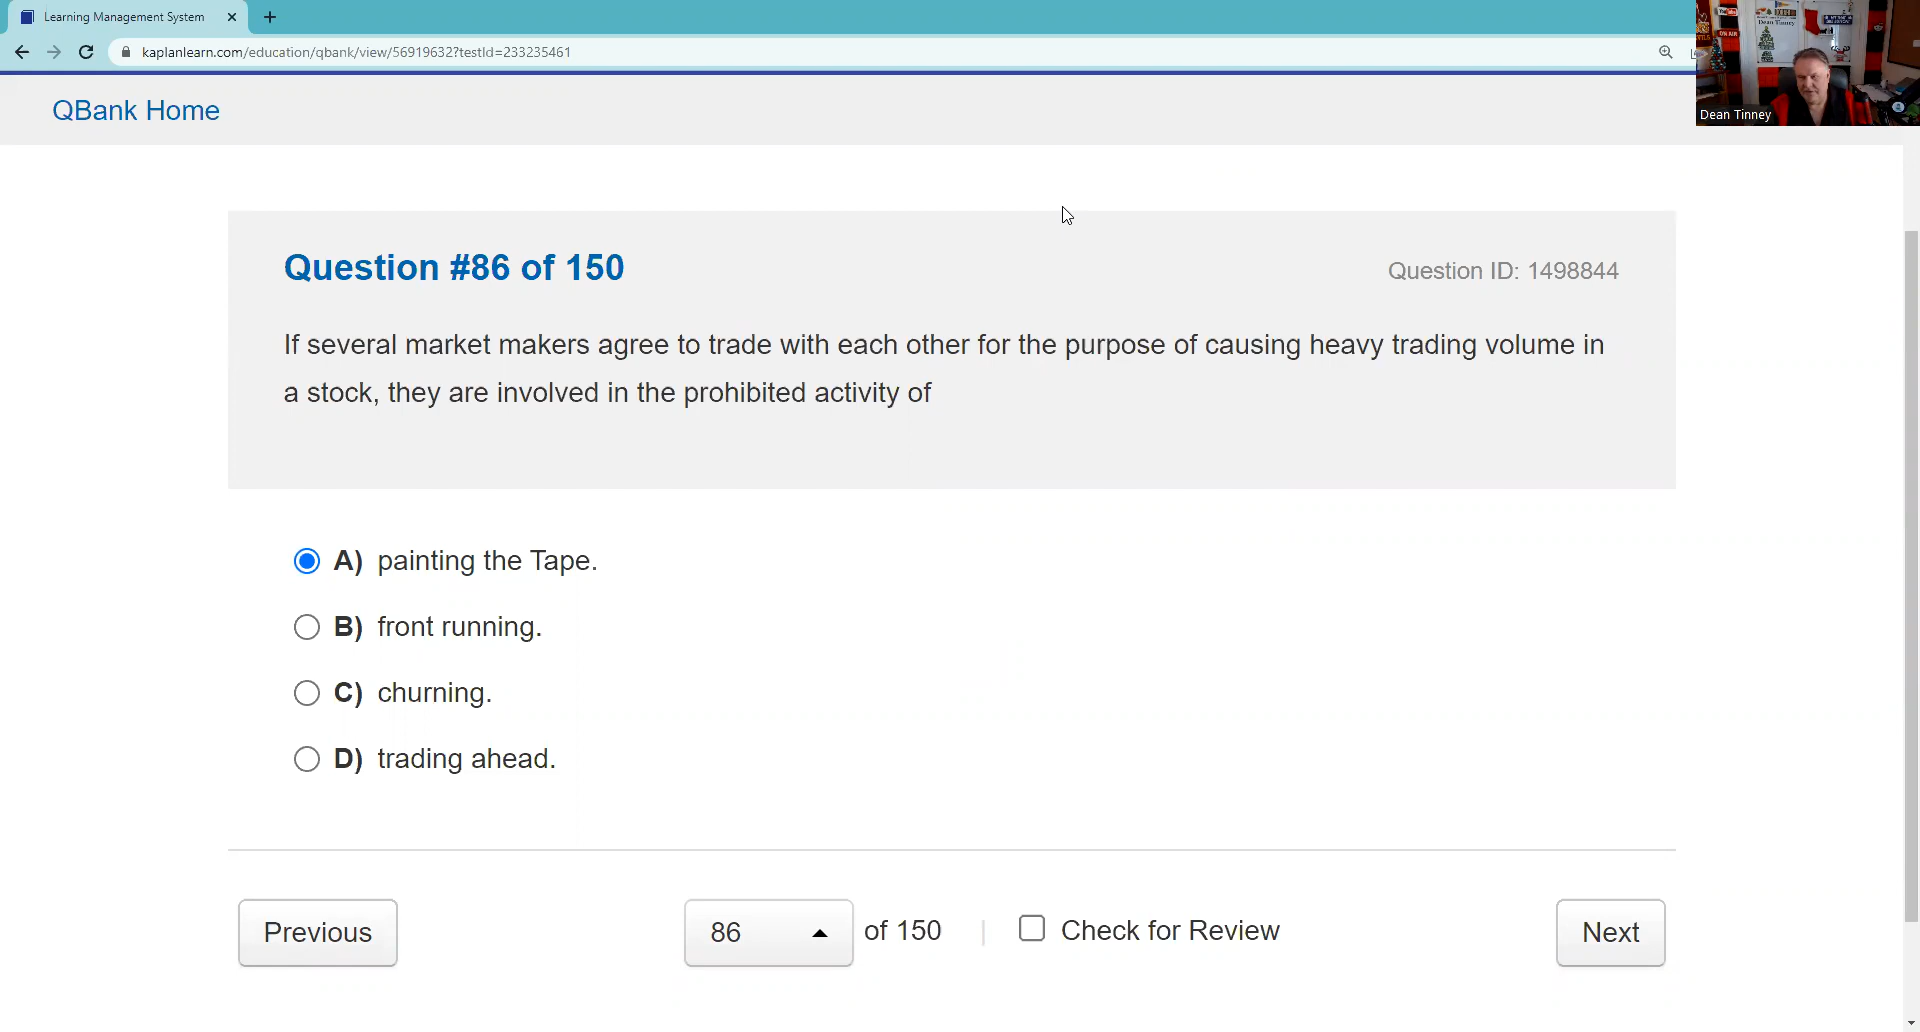 Learning Management System
kaplanlearn.com/education/qbank/view/56919632?testId=233235461
QBank Home
Dean Tinney
Question #86 of 150
Question ID: 1498844
If several market makers agree to trade with each other for the purpose of causing heavy trading volume in
a stock, they are involved in the prohibited activity of
A) painting the Tape.
B) front running.
C) churning.
D) trading ahead.
Previous
86
of 150
Check for Review
Next